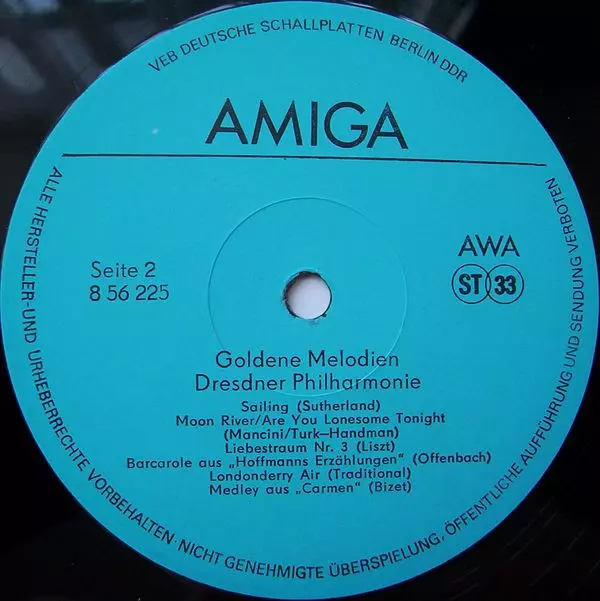 VEB DEUTSCHE SCHALLPLATTEN BERLIN DDR
AMIGA
Seite 2
8 56 225
AWA
ST 33
Goldene Melodien
Dresdner Philharmonie
Sailing (Sutherland)
Moon River/Are You Lonesome Tonight
(Mancini/Turk–Handman)
Liebestraum Nr. 3 (Liszt)
Barcarole aus „Hoffmanns Erzählungen" (Offenbach)
Londonderry Air (Traditional)
Medley aus „Carmen" (Bizet)
ALLE HERSTELLER-UND URHEBERRECHTE VORBEHALTEN·NICHT GENEHMIGTE ÜBERSPIELUNG, ÖFFENTLICHE AUFFÜHRUNG UND SENDUNG VERBOTEN